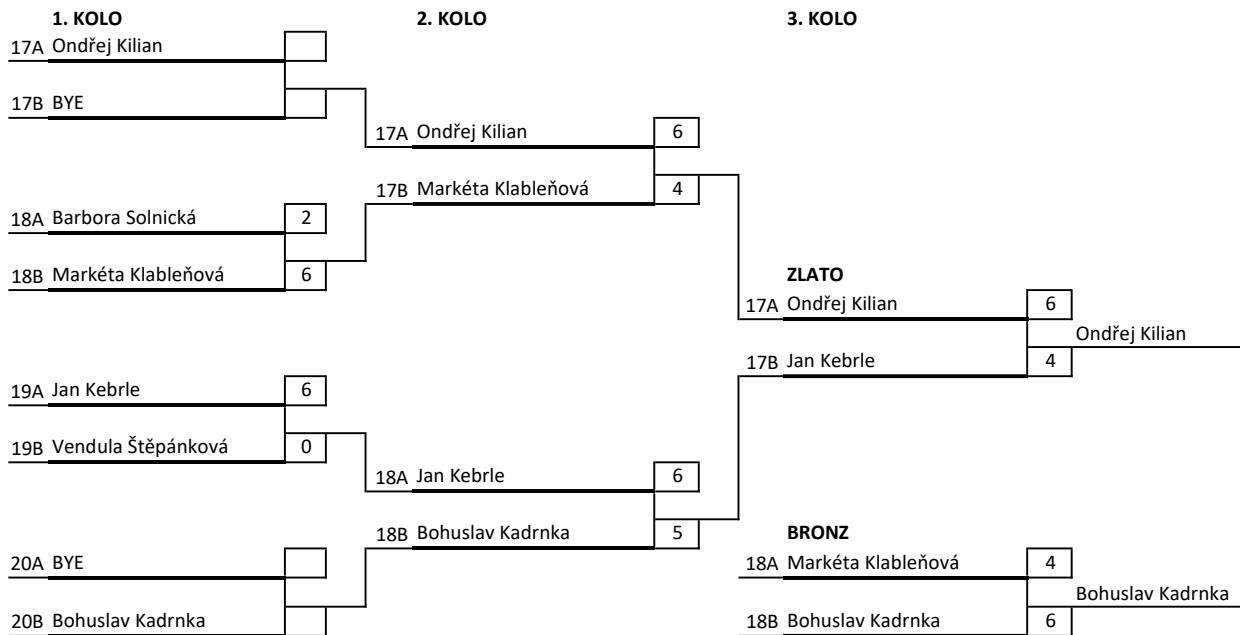 1. KOLO
2. KOLO
3. KOLO
17A Ondřej Kilian
17B BYE
17A Ondřej Kilian 6
17B Markéta Klableňová 4
18A Barbora Solnická 2
18B Markéta Klableňová 6
ZLATO
17A Ondřej Kilian 6
Ondřej Kilian
17B Jan Kebrle 4
19A Jan Kebrle 6
19B Vendula Štěpánková 0
18A Jan Kebrle 6
18B Bohuslav Kadrnka 5
BRONZ
20A BYE
18A Markéta Klableňová 4
Bohuslav Kadrnka
20B Bohuslav Kadrnka
18B Bohuslav Kadrnka 6